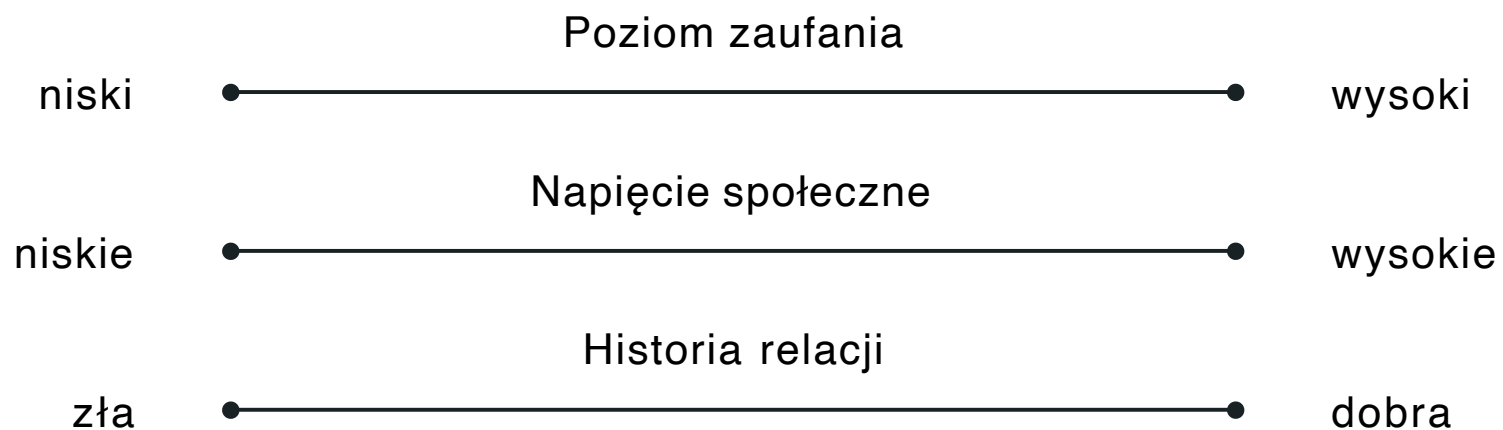 Poziom zaufania
niski wysoki
Napięcie społeczne
niskie wysokie
Historia relacji
zła dobra